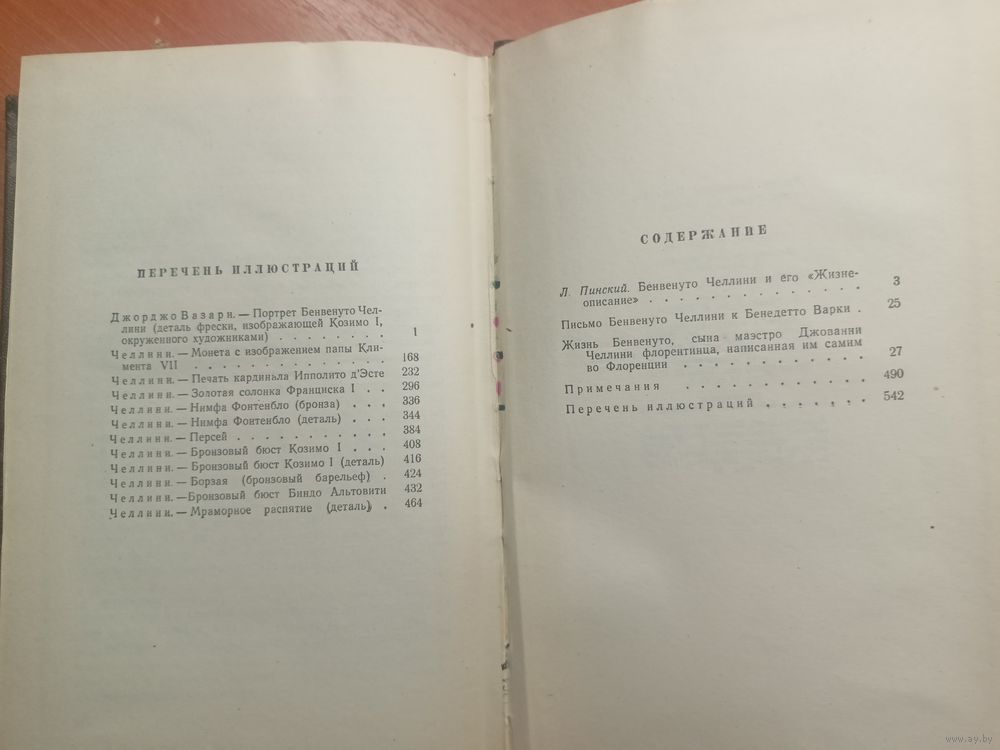 ПЕРЕЧЕНЬ ИЛЛЮСТРАЦИЙ
Джорджо Вазари. — Портрет Бенвенуто Чел-
лини (деталь фрески, изображающей Козимо I,
окруженного художниками) . . . . . . . . 1
Челлини. — Монета с изображением папы Кли-
мента VII . . . . . . . . . . . . . 168
Челлини. — Печать кардинала Ипполито д'Эсте 232
Челлини. — Золотая солонка Франциска I . . 296
Челлини. — Нимфа Фонтенбло (бронза) . . . 336
Челлини. — Нимфа Фонтенбло (деталь) . . . 344
Челлини. — Персей . . . . . . . . . . . 384
Челлини. — Бронзовый бюст Козимо I . . . 408
Челлини. — Бронзовый бюст Козимо I (деталь) 416
Челлини. — Борзая (бронзовый барельеф) . 424
Челлини. —Бронзовый бюст Биндо Альтовити 432
Челлини. — Мраморное распятие (деталь) . 464
СОДЕРЖАНИЕ
Л. Пинский. Бенвенуто Челлини и его «Жизне-
описание» . . . . . . . . . . . . . . 3
Письмо Бенвенуто Челлини к Бенедетто Варки . 25
Жизнь Бенвенуто, сына маэстро Джованни
Челлини флорентинца, написанная им самим
во Флоренции . . . . . . . . . . . . 27
Примечания . . . . . . . . . . . . 490
Перечень иллюстраций . . . . . . . 542
www.ay.by